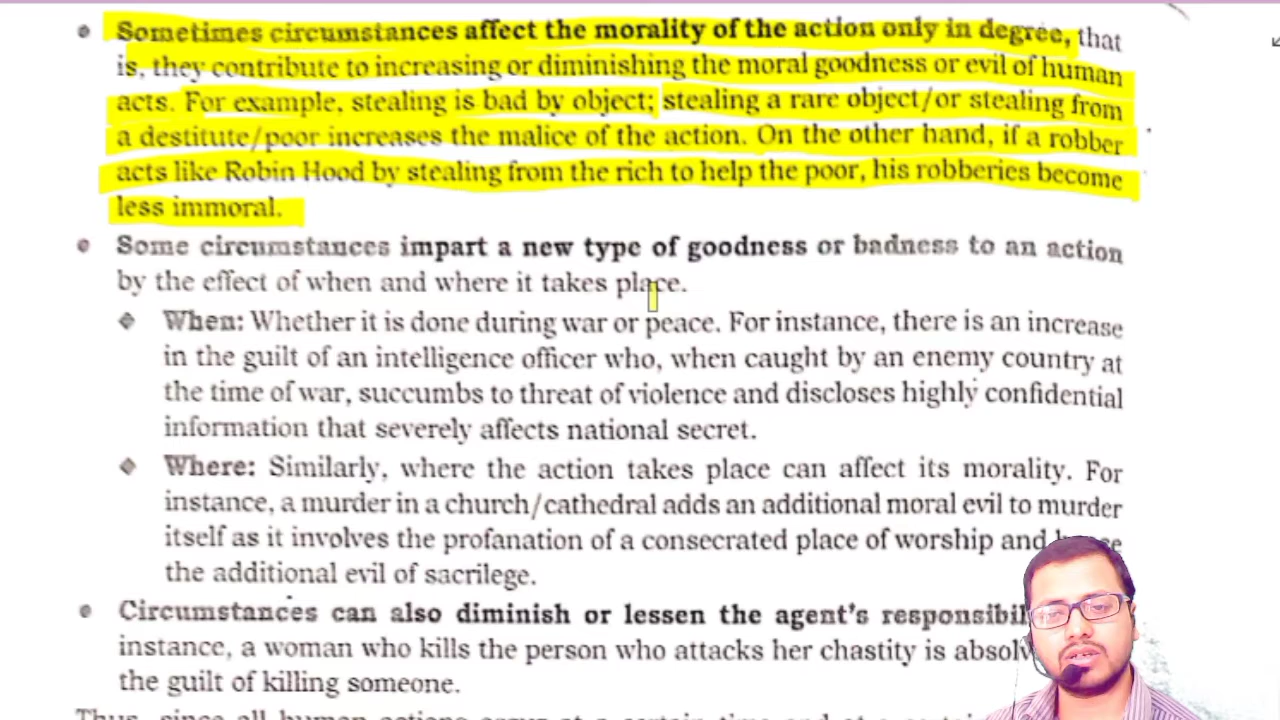 • Sometimes circumstances affect the morality of the action only in degree, that
is, they contribute to increasing or diminishing the moral goodness or evil of human
acts. For example, stealing is bad by object; stealing a rare object/or stealing from
a destitute/poor increases the malice of the action. On the other hand, if a robber
acts like Robin Hood by stealing from the rich to help the poor, his robberies become
less immoral.
• Some circumstances impart a new type of goodness or badness to an action
by the effect of when and where it takes place.
❖ When: Whether it is done during war or peace. For instance, there is an increase
in the guilt of an intelligence officer who, when caught by an enemy country at
the time of war, succumbs to threat of violence and discloses highly confidential
information that severely affects national secret.
❖ Where: Similarly, where the action takes place can affect its morality. For
instance, a murder in a church/cathedral adds an additional moral evil to murder
itself as it involves the profanation of a consecrated place of worship and
the additional evil of sacrilege.
• Circumstances can also diminish or lessen the agent's
instance, a woman who kills the person who attacks her chastity is
the guilt of killing someone.
Thus, since all human actions